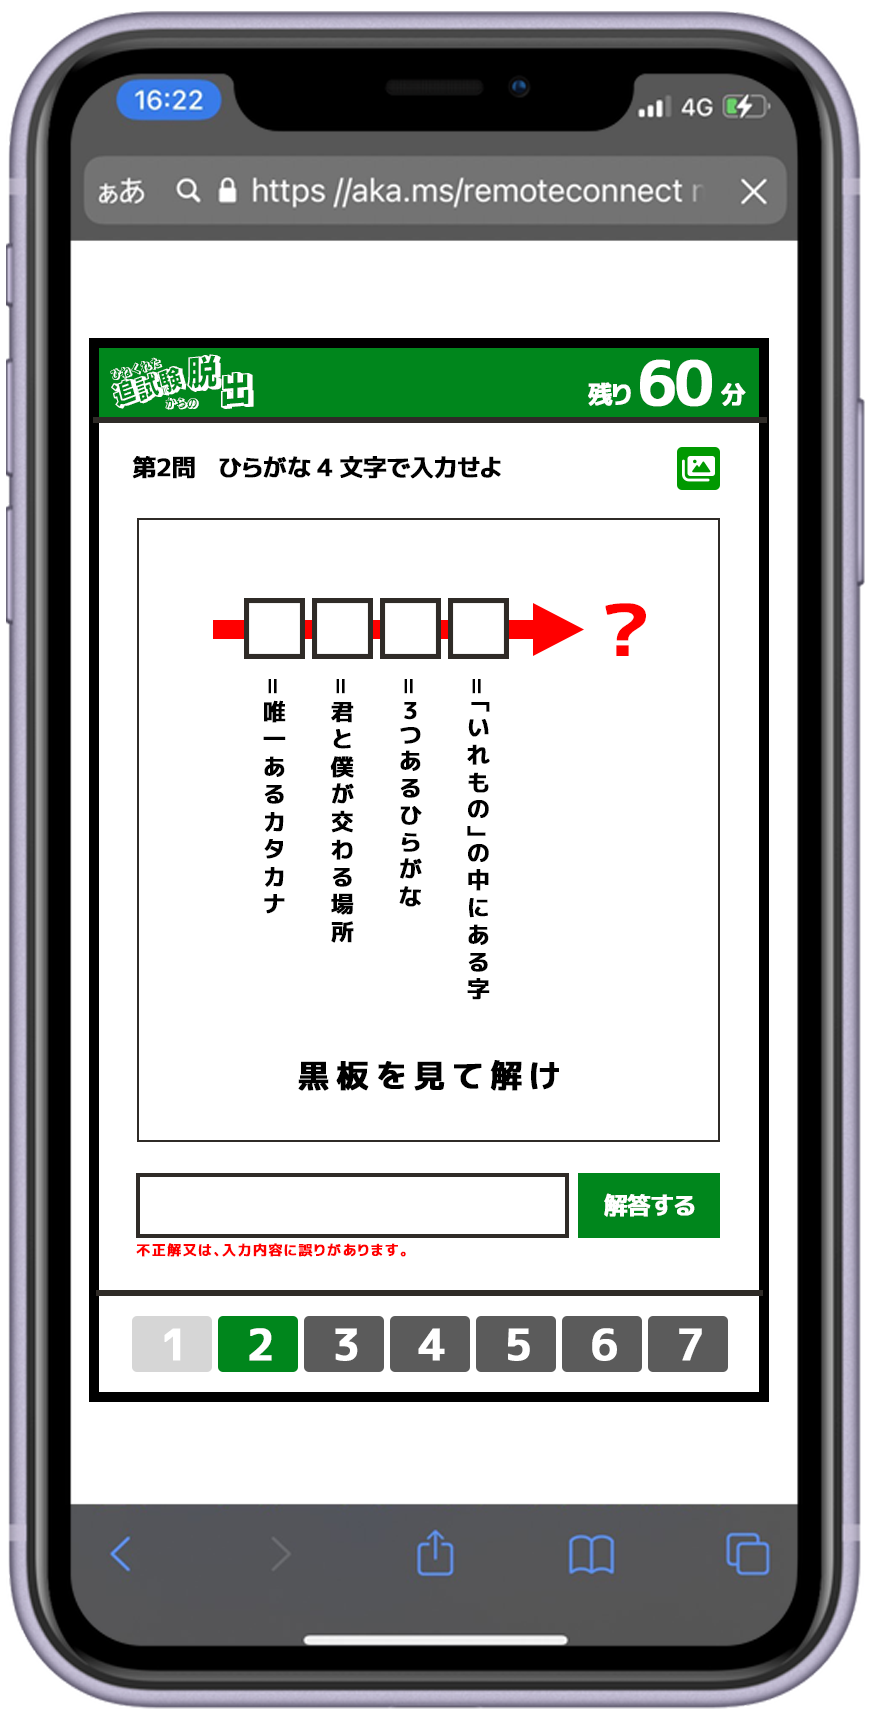 16:22
4G
ぁあ https //aka.ms/remoteconnect
ひねくれた
追試験
からの
脱出
残り60分
第2問 ひらがな4文字で入力せよ
?
=唯一あるカタカナ
=君と僕が交わる場所
=3つあるひらがな
=「いれもの」の中にある字
黒板を見て解け
解答する
不正解又は、入力内容に誤りがあります。
1 2 3 4 5 6 7